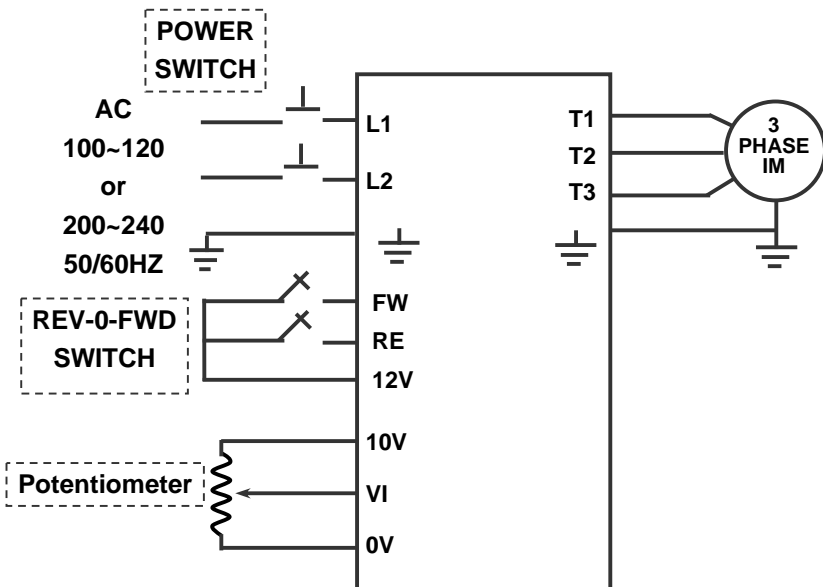 POWER
SWITCH
AC
100~120
or
200~240
50/60HZ
L1
L2
T1
T2
T3
3
PHASE
IM
REV-0-FWD
SWITCH
FW
RE
12V
Potentiometer
10V
VI
0V